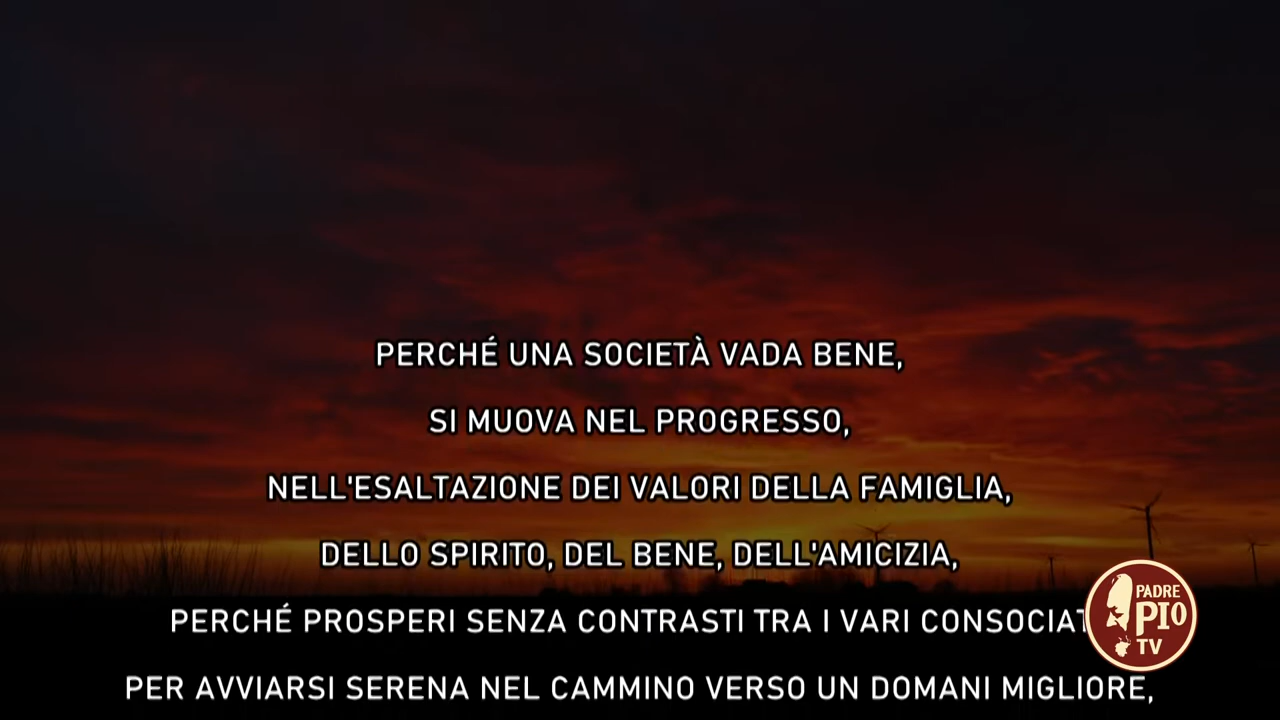 PERCHÉ UNA SOCIETÀ VADA BENE,
SI MUOVA NEL PROGRESSO,
NELL'ESALTAZIONE DEI VALORI DELLA FAMIGLIA,
DELLO SPIRITO, DEL BENE, DELL'AMICIZIA,
PERCHÉ PROSPERI SENZA CONTRASTI TRA I VARI
PER AVVIARSI SERENA NEL CAMMINO VERSO UN DOMANI MIGLIORE,
PADRE
PIO
TV